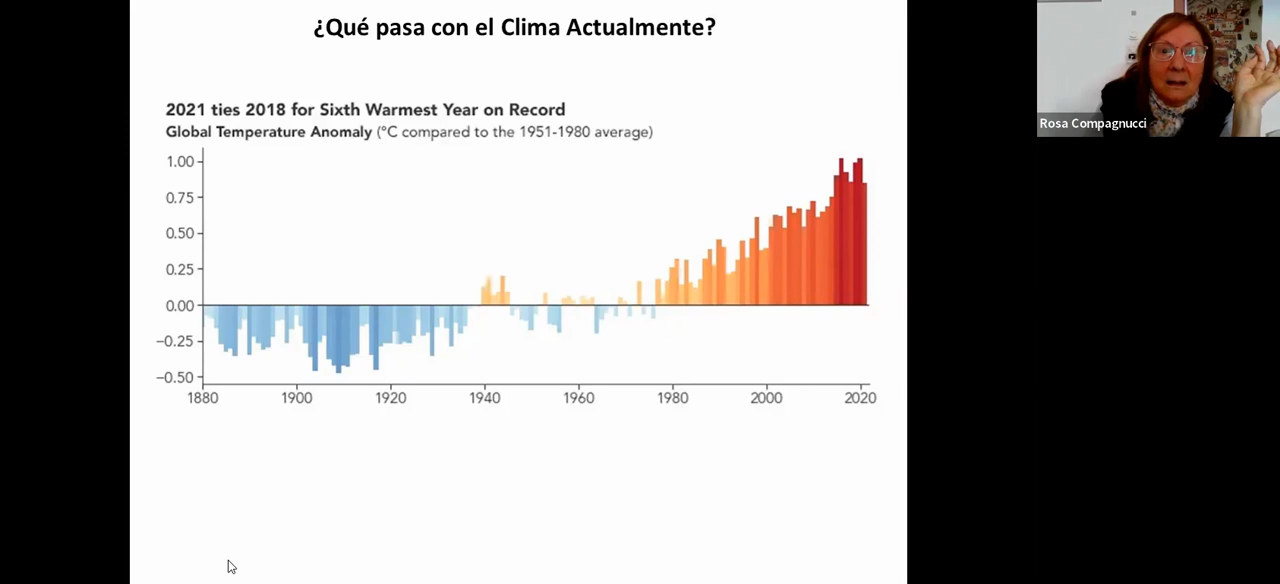 ¿Qué pasa con el Clima Actualmente?
2021 ties 2018 for Sixth Warmest Year on Record
Global Temperature Anomaly (°C compared to the 1951-1980 average)
1.00
0.75
0.50
0.25
0.00
−0.25
−0.50
1880 1900 1920 1940 1960 1980 2000 2020
Rosa Compagnucci